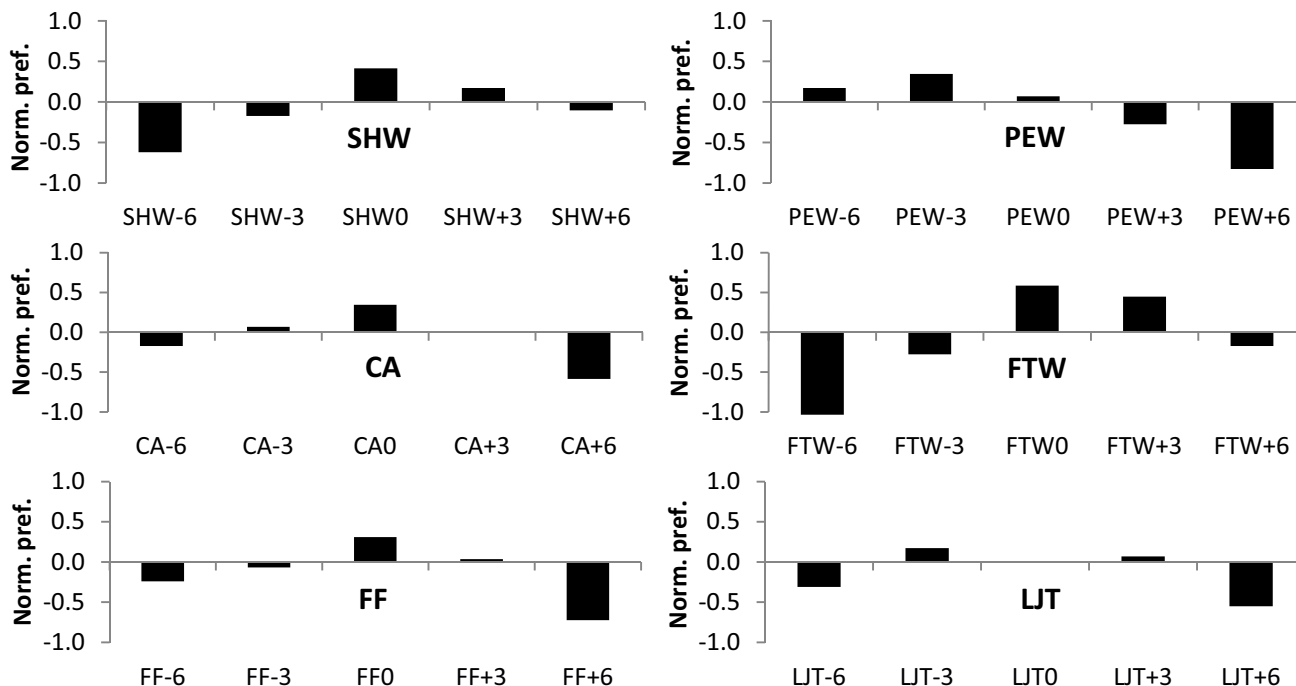 Norm. pref.
1.0
0.5
0.0
-0.5
-1.0
SHW
SHW-6 SHW-3 SHW0 SHW+3 SHW+6
Norm. pref.
1.0
0.5
0.0
-0.5
-1.0
PEW
PEW-6 PEW-3 PEW0 PEW+3 PEW+6
Norm. pref.
1.0
0.5
0.0
-0.5
-1.0
CA
CA-6 CA-3 CA0 CA+3 CA+6
Norm. pref.
1.0
0.5
0.0
-0.5
-1.0
FTW
FTW-6 FTW-3 FTW0 FTW+3 FTW+6
Norm. pref.
1.0
0.5
0.0
-0.5
-1.0
FF
FF-6 FF-3 FF0 FF+3 FF+6
Norm. pref.
1.0
0.5
0.0
-0.5
-1.0
LJT
LJT-6 LJT-3 LJT0 LJT+3 LJT+6